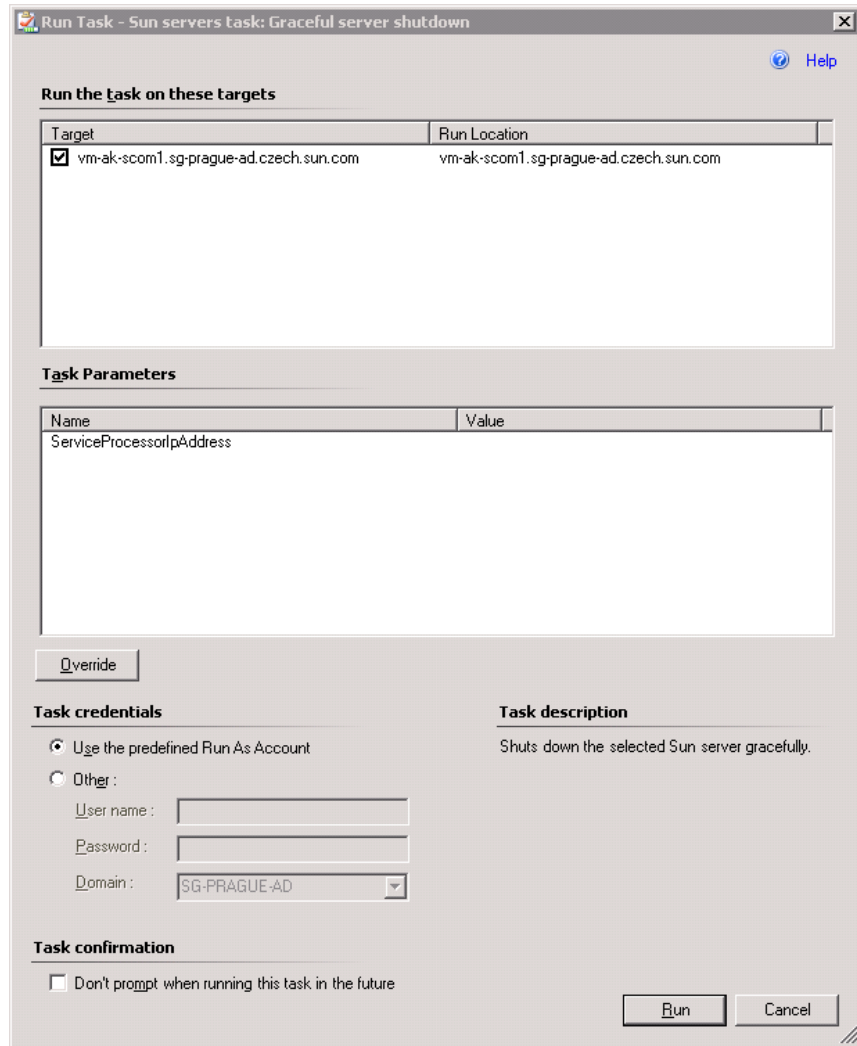 Run Task - Sun servers task: Graceful server shutdown
Help
Run the task on these targets
Target Run Location
vm-ak-scom1.sg-prague-ad.czech.sun.com vm-ak-scom1.sg-prague-ad.czech.sun.com
Task Parameters
Name Value
ServiceProcessorIpAddress
Override
Task credentials
Use the predefined Run As Account
Other :
User name :
Password :
Domain : SG-PRAGUE-AD
Task description
Shuts down the selected Sun server gracefully.
Task confirmation
Don't prompt when running this task in the future
Run Cancel